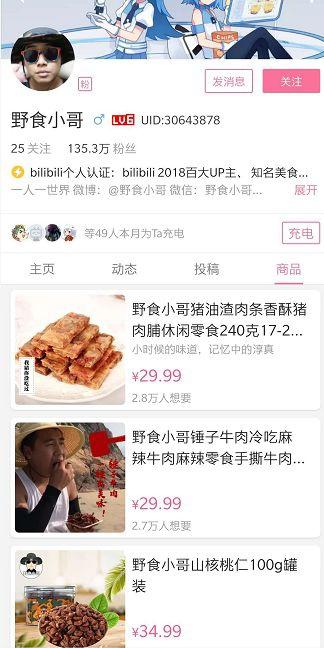 CHIPS
粉
发消息
关注
野食小哥 ♂ LV6 UID:30643878
25 关注 135.3万 粉丝
bilibili个人认证：bilibili 2018百大UP主、知名美食...
一人一世界 微博：@野食小哥 微信：野食小哥... 展开
等49人本月为Ta充电 充电
主页 动态 投稿 商品
野食小哥猪油渣肉条香酥猪
肉脯休闲零食240克17-2...
小时候的味道，记忆中的淳真
¥29.99
2.8万人想要
野食小哥锤子牛肉冷吃麻
辣牛肉麻辣零食手撕牛肉...
¥29.99
2.7万人想要
野食小哥山核桃仁100g罐
装
¥34.99